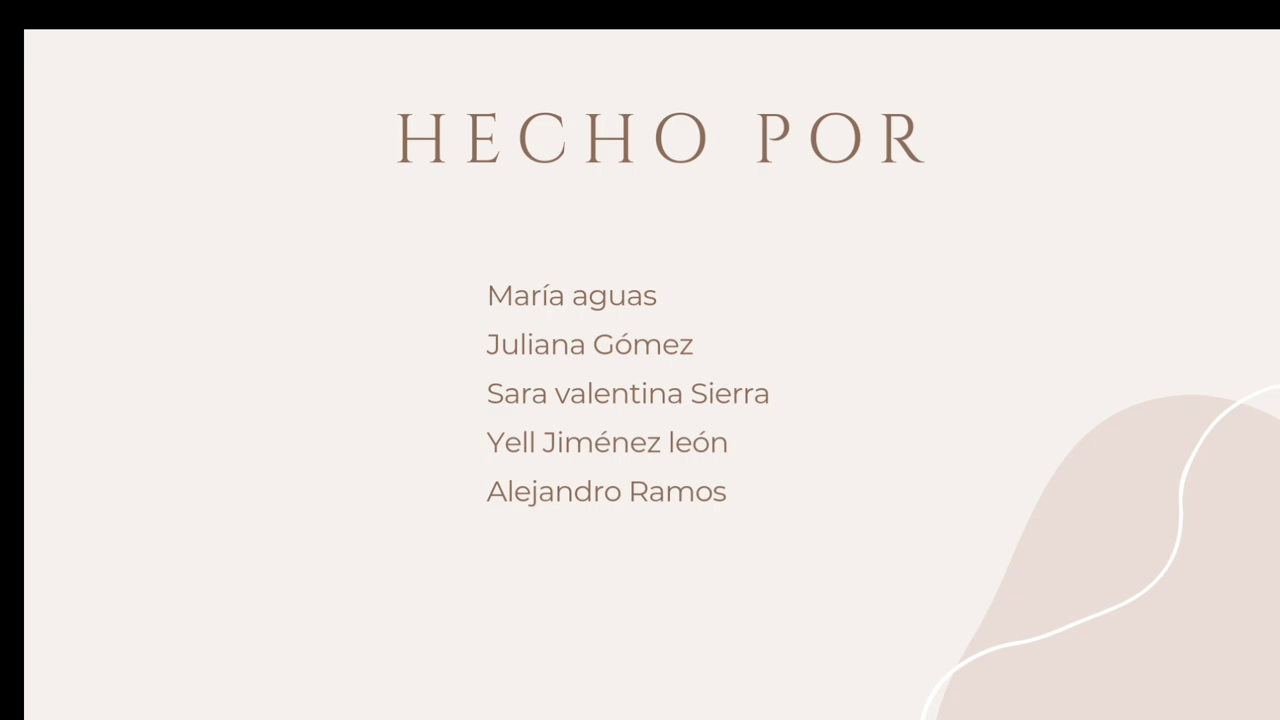 HECHO POR
María aguas
Juliana Gómez
Sara valentina Sierra
Yell Jiménez león
Alejandro Ramos